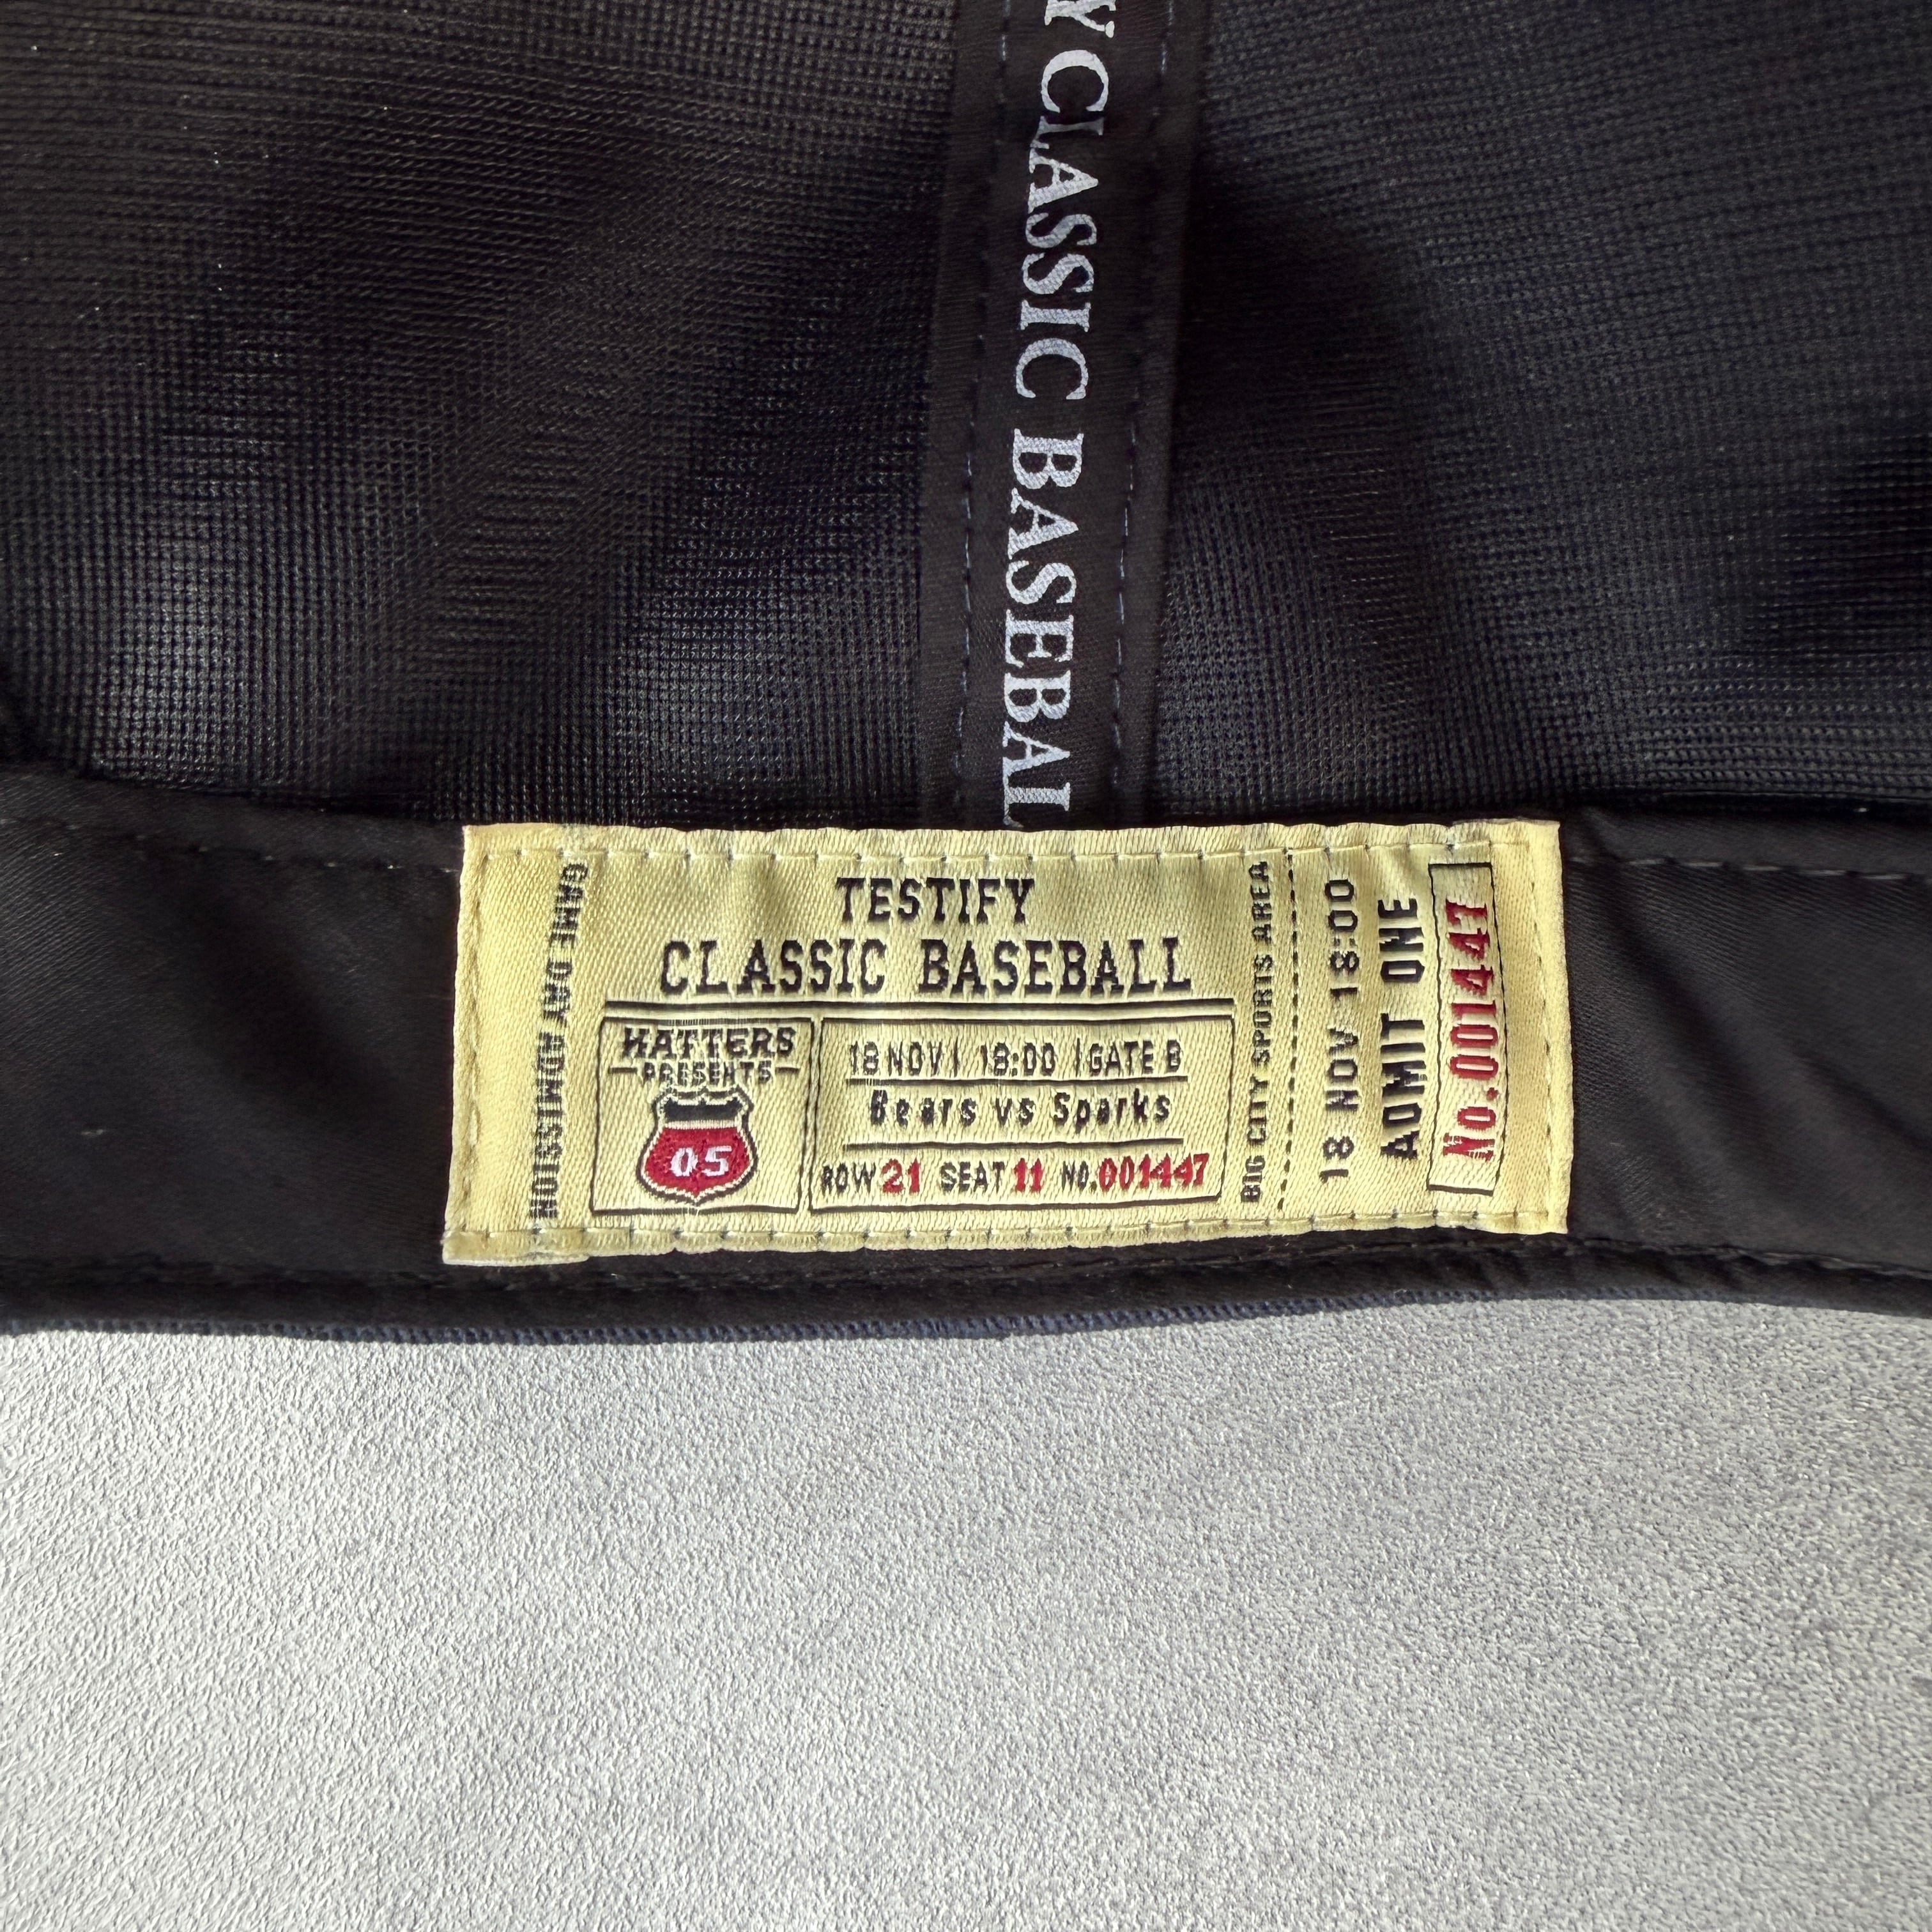 Y CLASSIC BASEBAL
GAME DAY ADMISSION
TESTIFY
CLASSIC BASEBALL
HATTERS
PRESENTS
05
18 NOV | 18:00 | GATE B
Bears vs Sparks
ROW 21 SEAT 11 NO.001447
BIG CITY SPORTS AREA
18 NOV 18:00
ADMIT ONE
No.001447